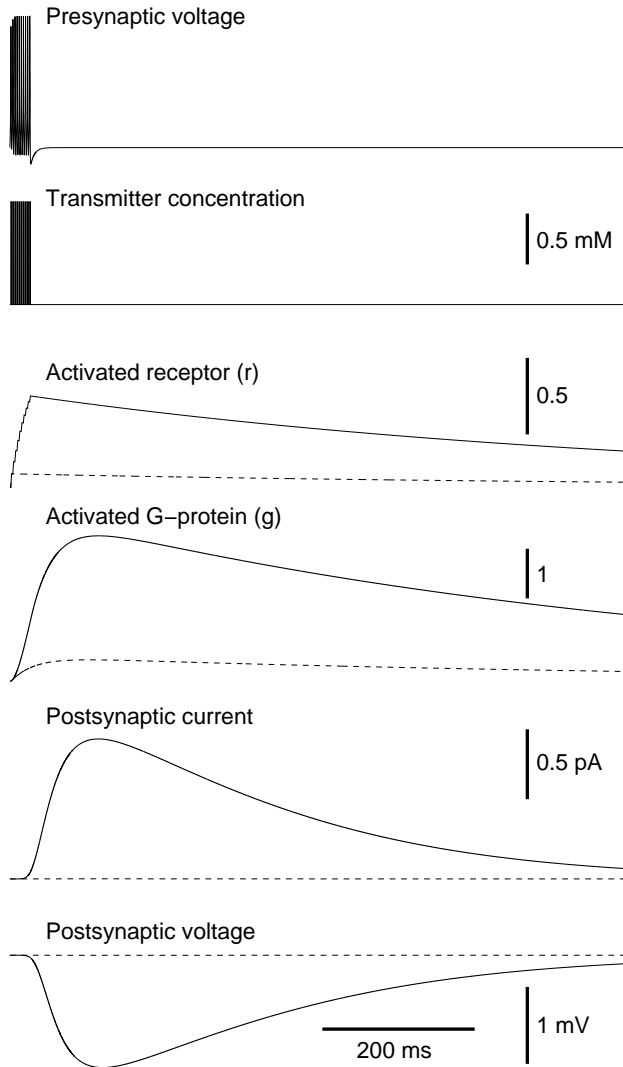 Presynaptic voltage
Transmitter concentration
0.5 mM
Activated receptor (r)
0.5
Activated G−protein (g)
1
Postsynaptic current
0.5 pA
Postsynaptic voltage
1 mV
200 ms